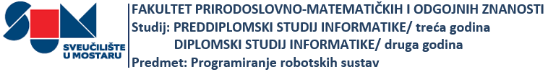 SUM
SVEUČILIŠTE
U MOSTARU
FAKULTET PRIRODOSLOVNO-MATEMATIČKIH I ODGOJNIH ZNANOSTI
Studij: PREDDIPLOMSKI STUDIJ INFORMATIKE/ treća godina
DIPLOMSKI STUDIJ INFORMATIKE/ druga godina
Predmet: Programiranje robotskih sustav